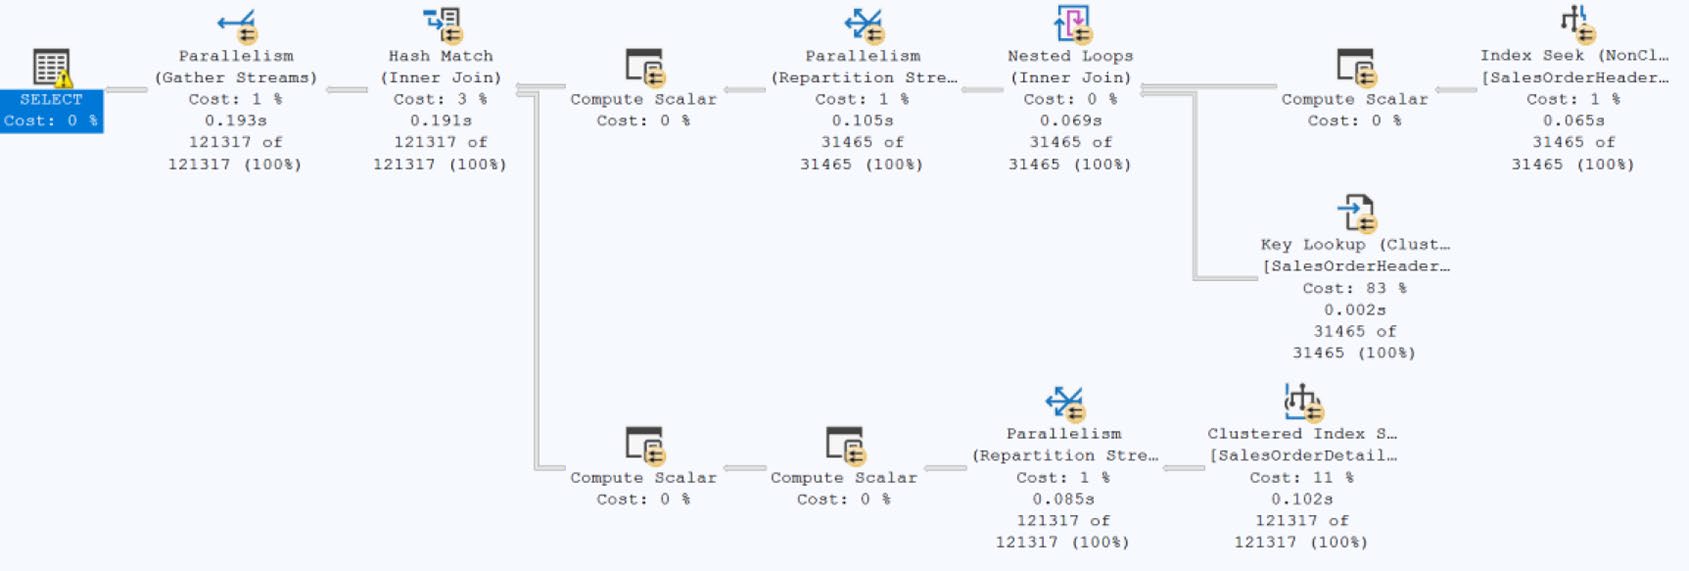 SELECT
Cost: 0 %
Parallelism
(Gather Streams)
Cost: 1 %
0.193s
121317 of
121317 (100%)
Hash Match
(Inner Join)
Cost: 3 %
0.191s
121317 of
121317 (100%)
Compute Scalar
Cost: 0 %
Parallelism
(Repartition Stre…
Cost: 1 %
0.105s
31465 of
31465 (100%)
Nested Loops
(Inner Join)
Cost: 0 %
0.069s
31465 of
31465 (100%)
Compute Scalar
Cost: 0 %
Index Seek (NonCl…
[SalesOrderHeader…
Cost: 1 %
0.065s
31465 of
31465 (100%)
Key Lookup (Clust…
[SalesOrderHeader…
Cost: 83 %
0.002s
31465 of
31465 (100%)
Compute Scalar
Cost: 0 %
Compute Scalar
Cost: 0 %
Parallelism
(Repartition Stre…
Cost: 1 %
0.085s
121317 of
121317 (100%)
Clustered Index S…
[SalesOrderDetail…
Cost: 11 %
0.102s
121317 of
121317 (100%)